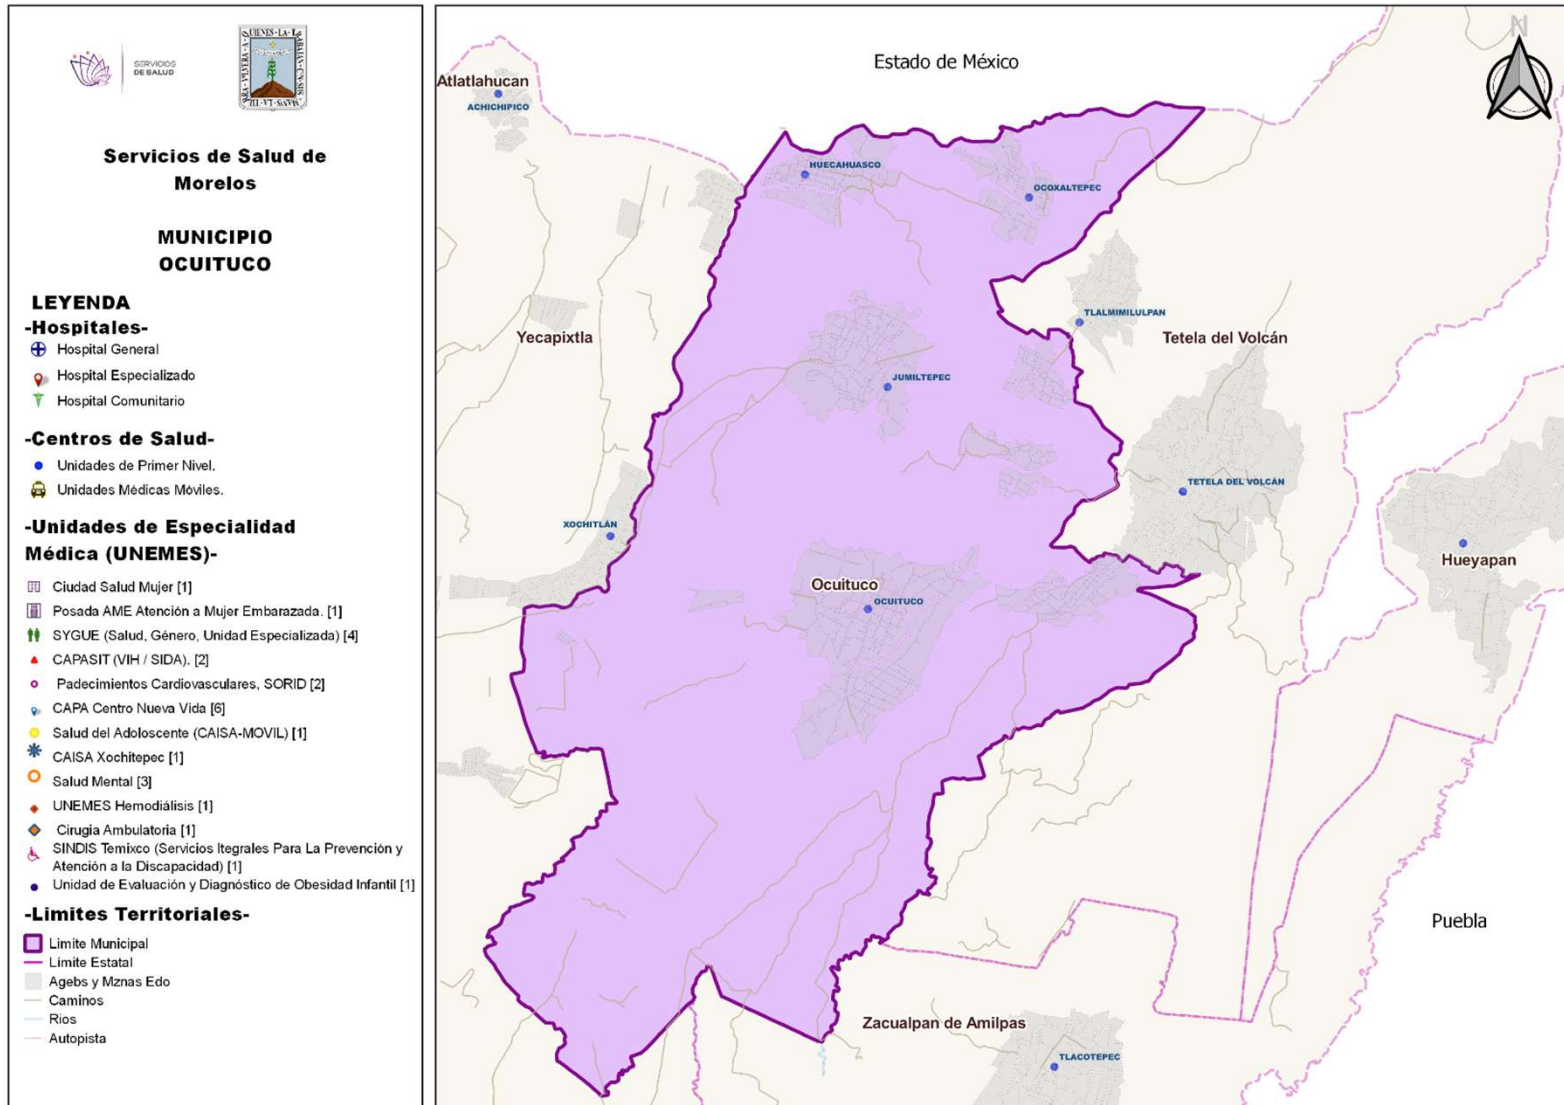 SERVICIOS
DE SALUD
Servicios de Salud de
Morelos
MUNICIPIO
OCUITUCO
LEYENDA
-Hospitales-
Hospital General
Hospital Especializado
Hospital Comunitario
-Centros de Salud-
Unidades de Primer Nivel.
Unidades Médicas Móviles.
-Unidades de Especialidad
Médica (UNEMES)-
Ciudad Salud Mujer [1]
Posada AME Atención a Mujer Embarazada. [1]
SYGUE (Salud, Género, Unidad Especializada) [4]
CAPASIT (VIH / SIDA). [2]
Padecimientos Cardiovasculares, SORID [2]
CAPA Centro Nueva Vida [6]
Salud del Adoloscente (CAISA-MOVIL) [1]
CAISA Xochitepec [1]
Salud Mental [3]
UNEMES Hemodiálisis [1]
Cirugia Ambulatoria [1]
SINDIS Temixco (Servicios Itegrales Para La Prevención y
Atención a la Discapacidad) [1]
Unidad de Evaluación y Diagnóstico de Obesidad Infantil [1]
-Limites Territoriales-
Limite Municipal
Limite Estatal
Agebs y Mznas Edo
Caminos
Rios
Autopista
N
Estado de México
Atlatlahucan
ACHICHIPICO
HUECAHUASCO
OCOXALTEPEC
TLALMIMILULPAN
Yecapixtla
Tetela del Volcán
JUMILTEPEC
TETELA DEL VOLCÁN
XOCHITLÁN
Hueyapan
Ocuituco
OCUITUCO
Puebla
Zacualpan de Amilpas
TLACOTEPEC